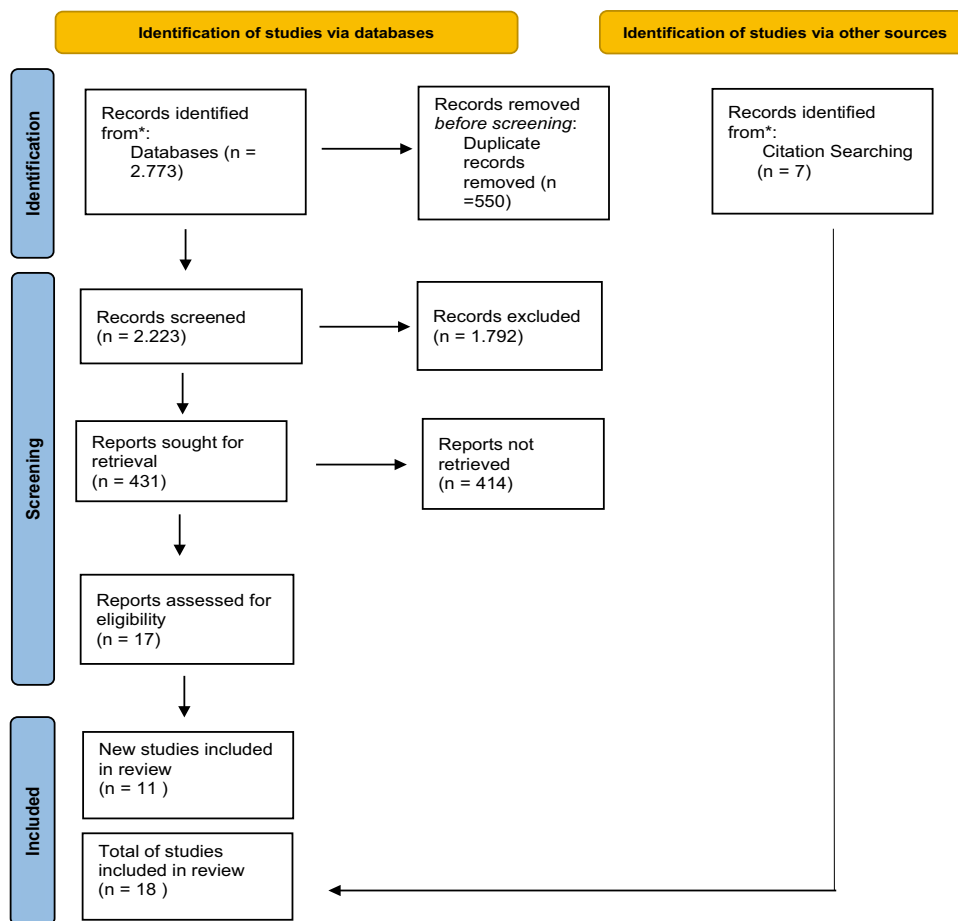 Identification of studies via databases
Identification of studies via other sources
Identification
Records identified
from*:
Databases (n =
2.773)
Records removed
before screening:
Duplicate
records
removed (n
=550)
Records identified
from*:
Citation Searching
(n = 7)
Screening
Records screened
(n = 2.223)
Records excluded
(n = 1.792)
Reports sought for
retrieval
(n = 431)
Reports not
retrieved
(n = 414)
Reports assessed for
eligibility
(n = 17)
Included
New studies included
in review
(n = 11 )
Total of studies
included in review
(n = 18 )